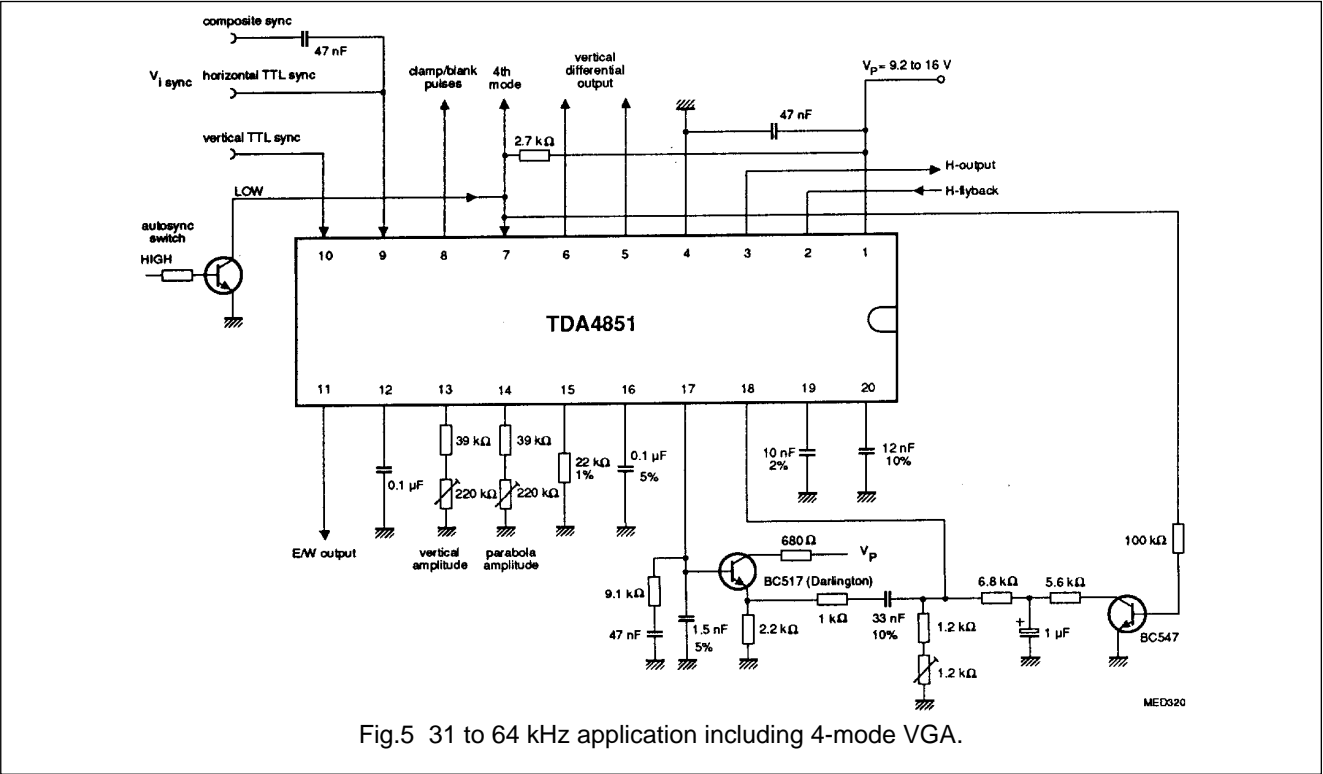 composite sync
47 nF
V i sync
horizontal TTL sync
vertical TTL sync
clamp/blank
pulses
4th
mode
vertical
differential
output
VP = 9.2 to 16 V
47 nF
2.7 kΩ
H-output
H-flyback
LOW
autosync
switch
HIGH
10 9 8 7 6 5 4 3 2 1
TDA4851
11 12 13 14 15 16 17 18 19 20
39 kΩ
39 kΩ
22 kΩ
1%
0.1 µF
5%
10 nF
2%
12 nF
10%
0.1 µF
220 kΩ
220 kΩ
E/W output
vertical
amplitude
parabola
amplitude
680 Ω
VP
100 kΩ
BC517 (Darlington)
9.1 kΩ
47 nF
1.5 nF
5%
2.2 kΩ
1 kΩ
33 nF
10%
6.8 kΩ
5.6 kΩ
1.2 kΩ
1.2 kΩ
+
1 µF
BC547
MED320
Fig.5 31 to 64 kHz application including 4-mode VGA.